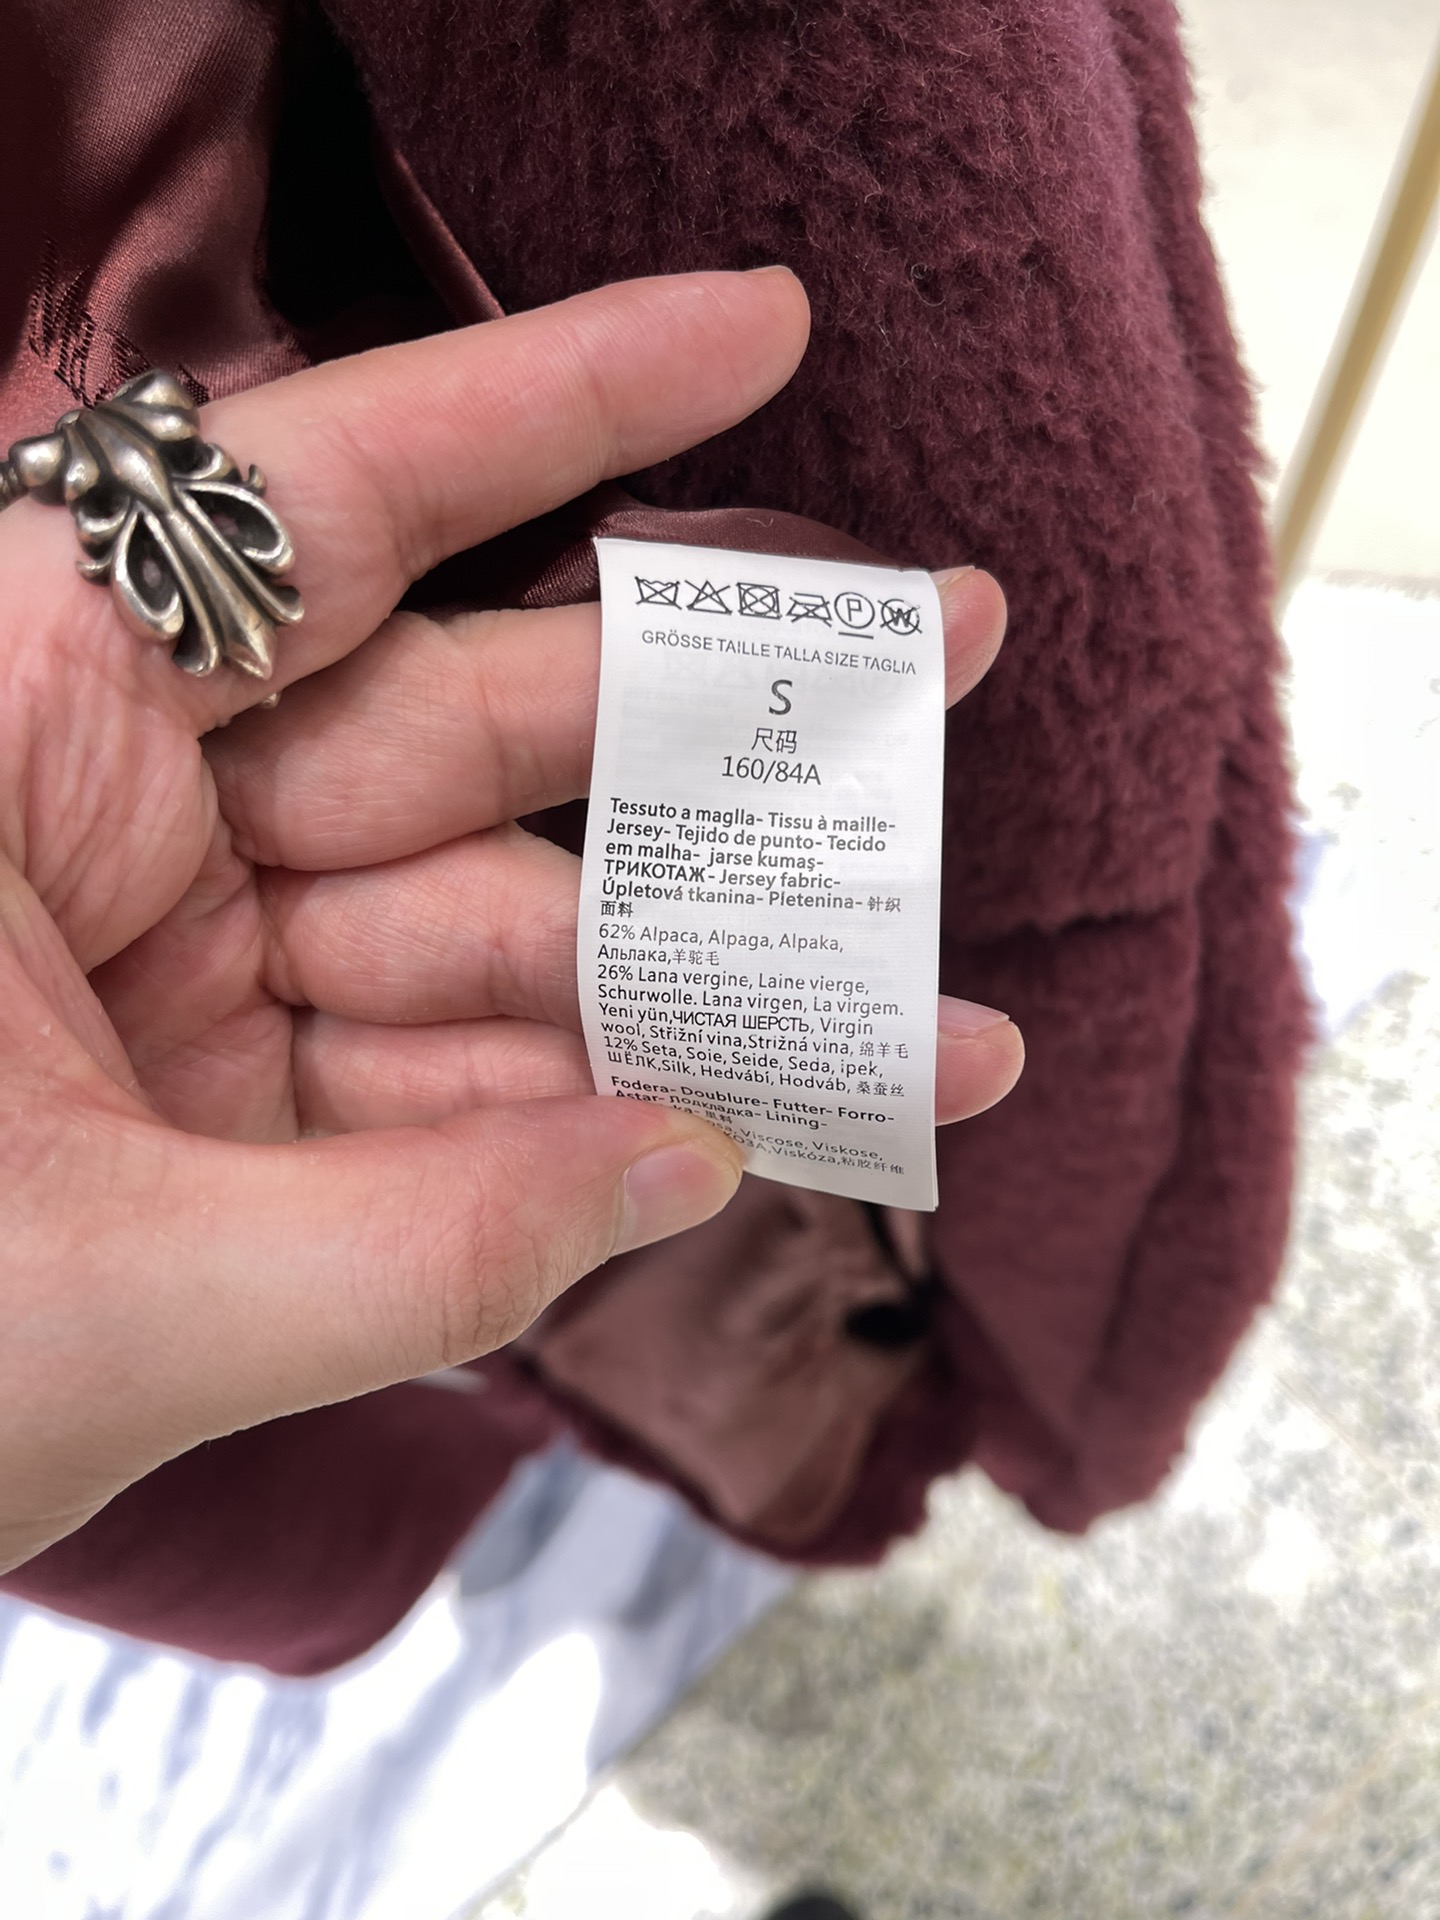 P W
GRÖSSE TAILLE TALLA SIZE TAGLIA
S
尺码
160/84A
Tessuto a maglla- Tissu à maille-
Jersey- Tejido de punto- Tecido
em malha- jarse kumaş-
ТРИКОТАЖ- Jersey fabric-
Úpletová tkanina- Pletenina- 针织
面料
62% Alpaca, Alpaga, Alpaka,
Альпака,羊驼毛
26% Lana vergine, Laine vierge,
Schurwolle. Lana virgen, La virgem.
Yeni yün,ЧИСТАЯ ШЕРСТЬ, Virgin
wool, Střižní vina,Strižná vina, 绵羊毛
12% Seta, Soie, Seide, Seda, ipek,
ШЁЛК,Silk, Hedvábí, Hodváb, 桑蚕丝
Fodera- Doublure- Futter- Forro-
Astar- подкладка- Lining-
里料
Viscose, Viskose,
Viskóza,粘胶纤维